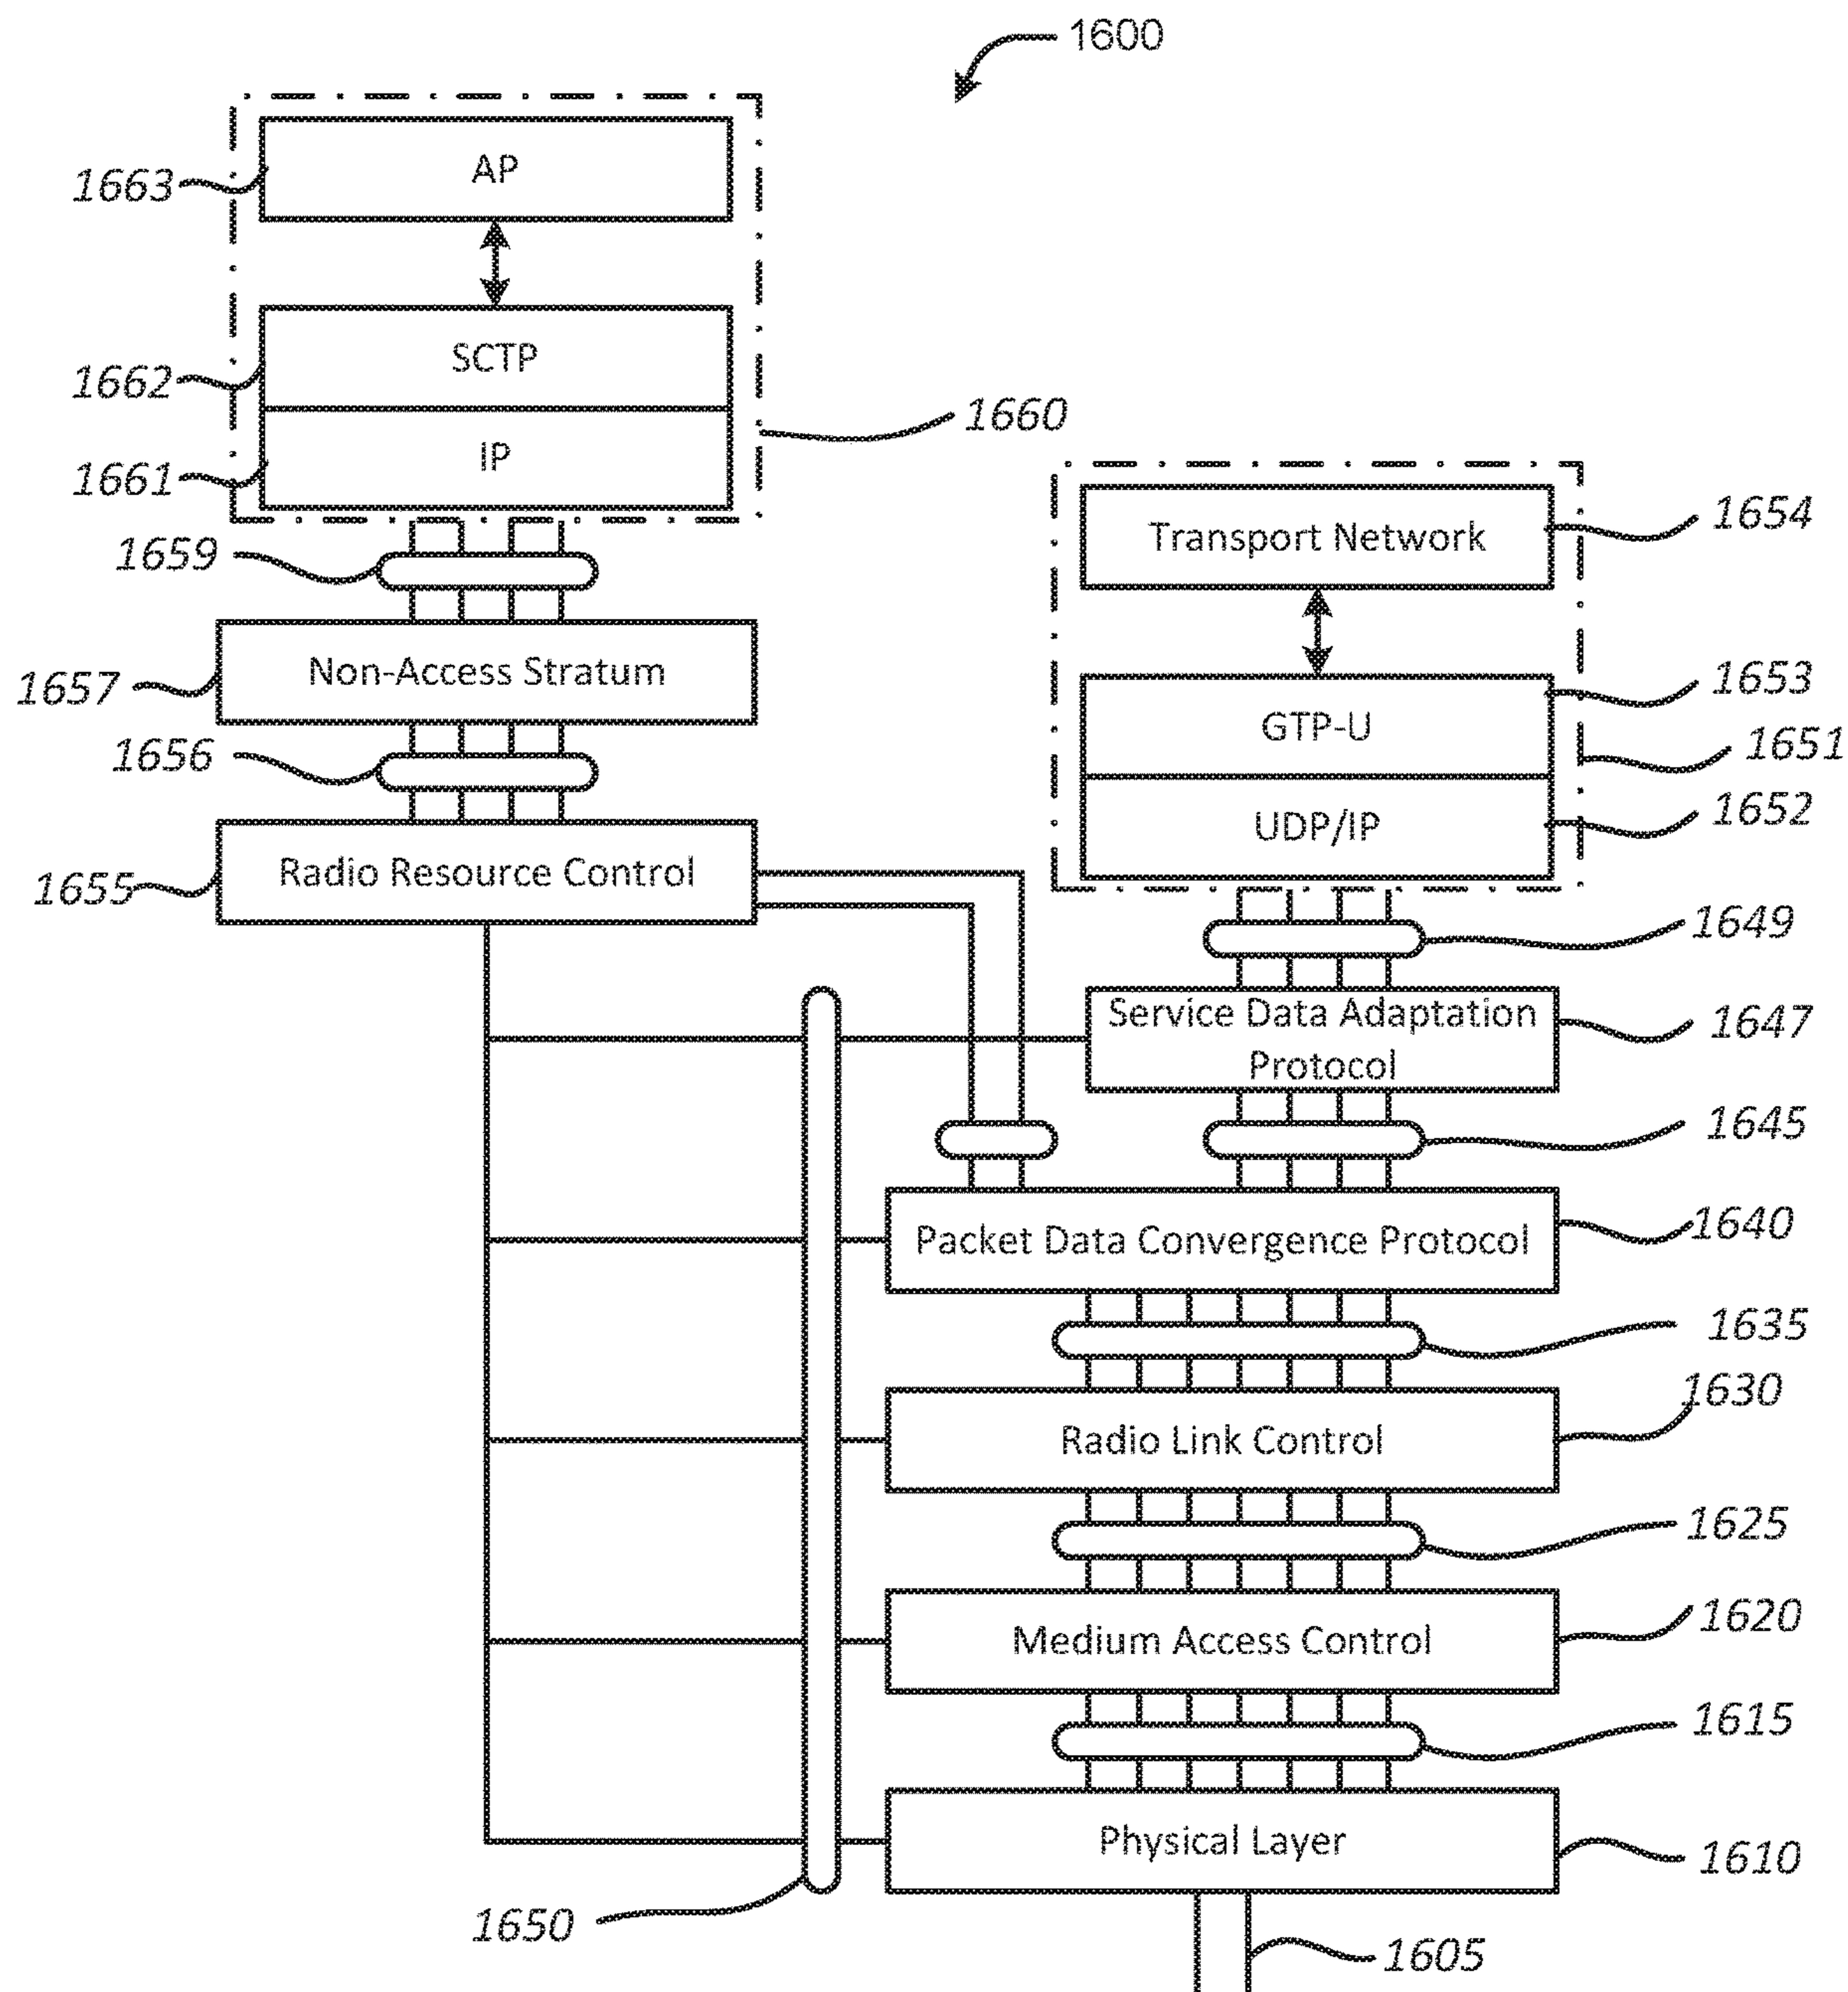 1600
AP
1663
SCTP
1662
1660
IP
1661
1654
Transport Network
1659
Non-Access Stratum
1657
1653
GTP-U
1651
1656
1652
UDP/IP
Radio Resource Control
1655
1649
Service Data Adaptation
Protocol
1647
1645
Packet Data Convergence Protocol
1640
1635
1630
Radio Link Control
1625
Medium Access Control
1620
1615
Physical Layer
1610
1650
1605